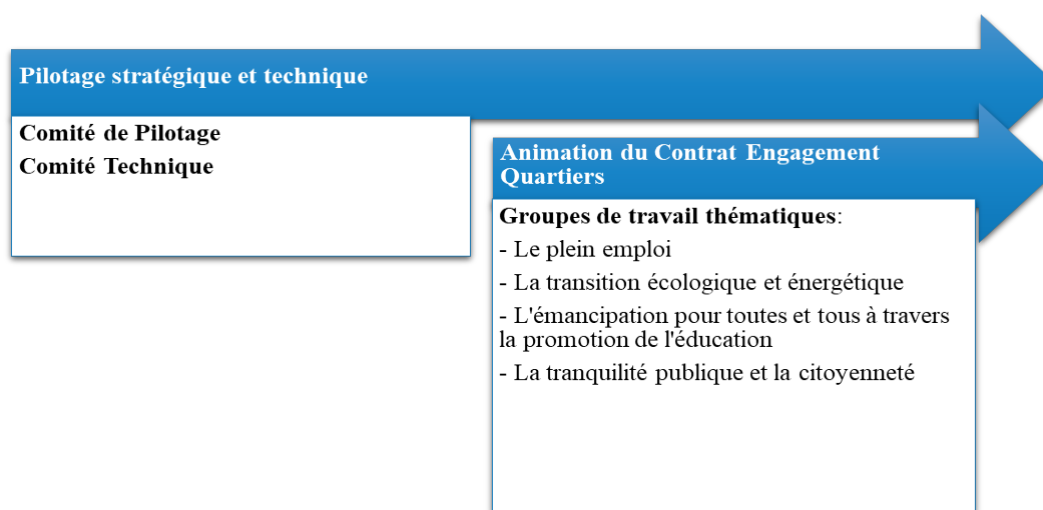 Pilotage stratégique et technique
Comité de Pilotage
Comité Technique
Animation du Contrat Engagement
Quartiers
Groupes de travail thématiques:
- Le plein emploi
- La transition écologique et énergétique
- L'émancipation pour toutes et tous à travers
la promotion de l'éducation
- La tranquilité publique et la citoyenneté